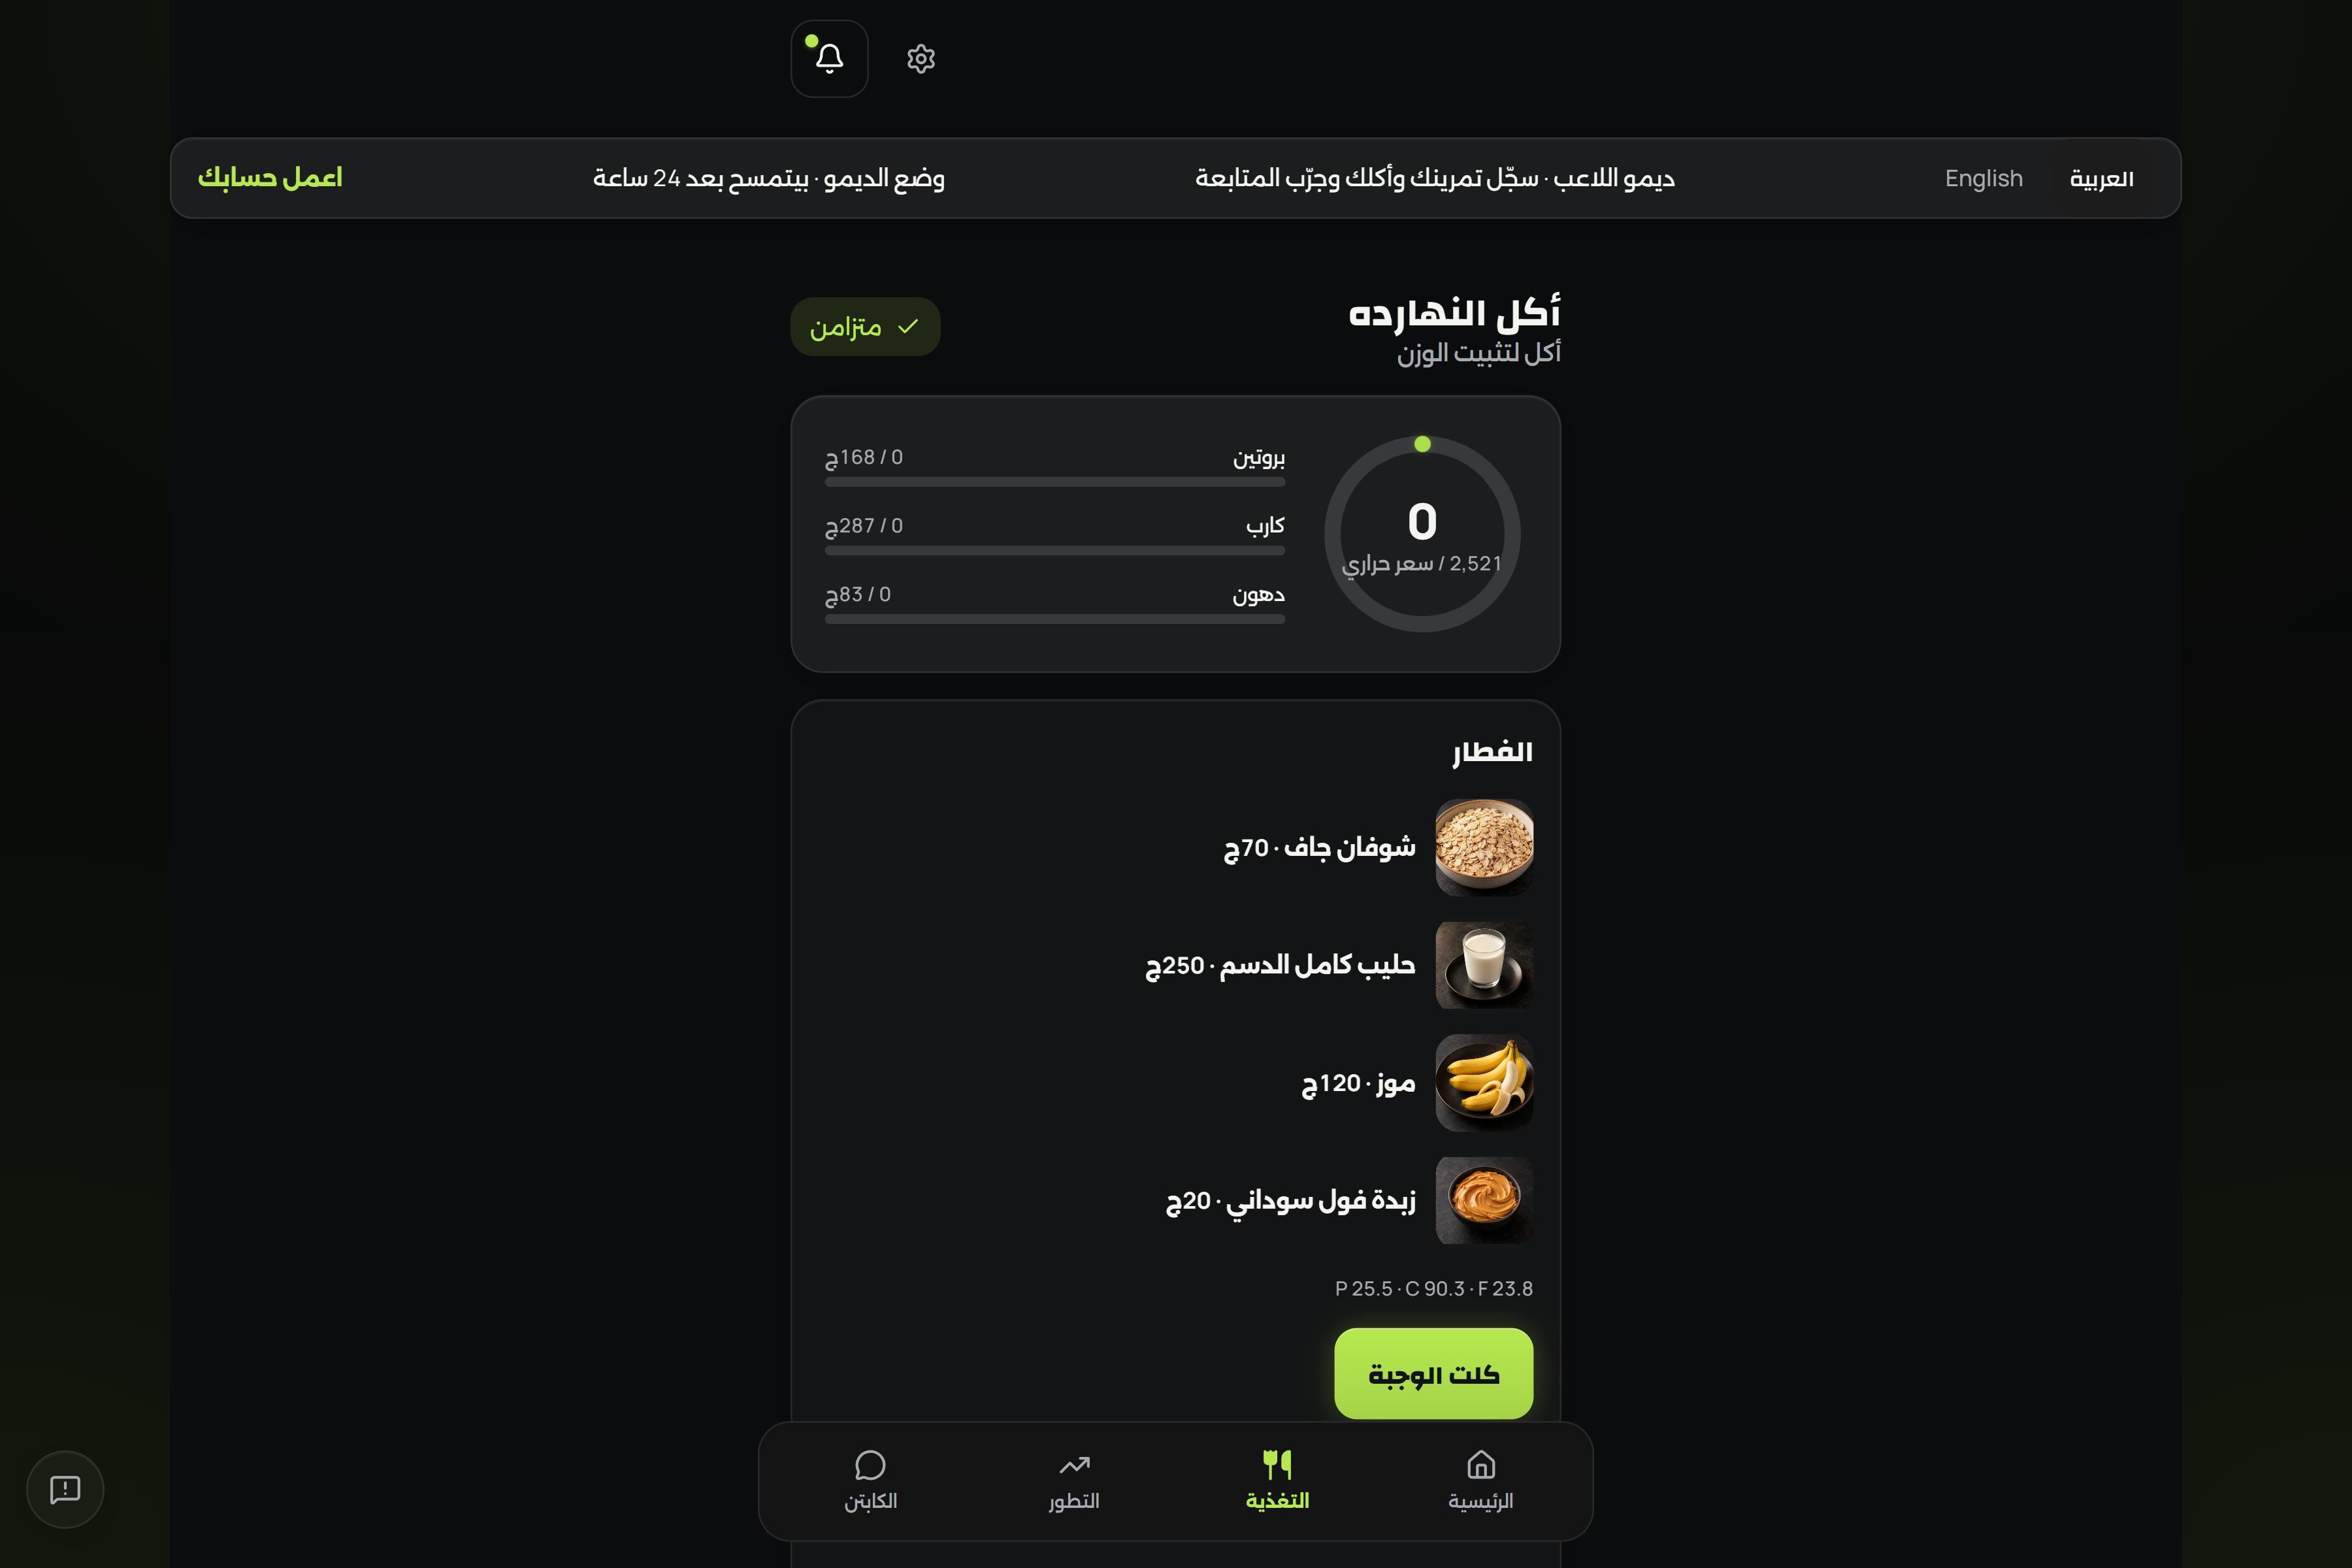 العربية
English
ديمو اللاعب · سجّل تمرينك وأكلك وجرّب المتابعة
وضع الديمو · بيتمسح بعد 24 ساعة
اعمل حسابك
أكل النهارده
أكل لتثبيت الوزن
متزامن
0
2,521 / سعر حراري
بروتين
0 / 168ج
كارب
0 / 287ج
دهون
0 / 83ج
الفطار
شوفان جاف · 70ج
حليب كامل الدسم · 250ج
موز · 120ج
زبدة فول سوداني · 20ج
P 25.5 · C 90.3 · F 23.8
كلت الوجبة
الرئيسية
التغذية
التطور
الكابتن